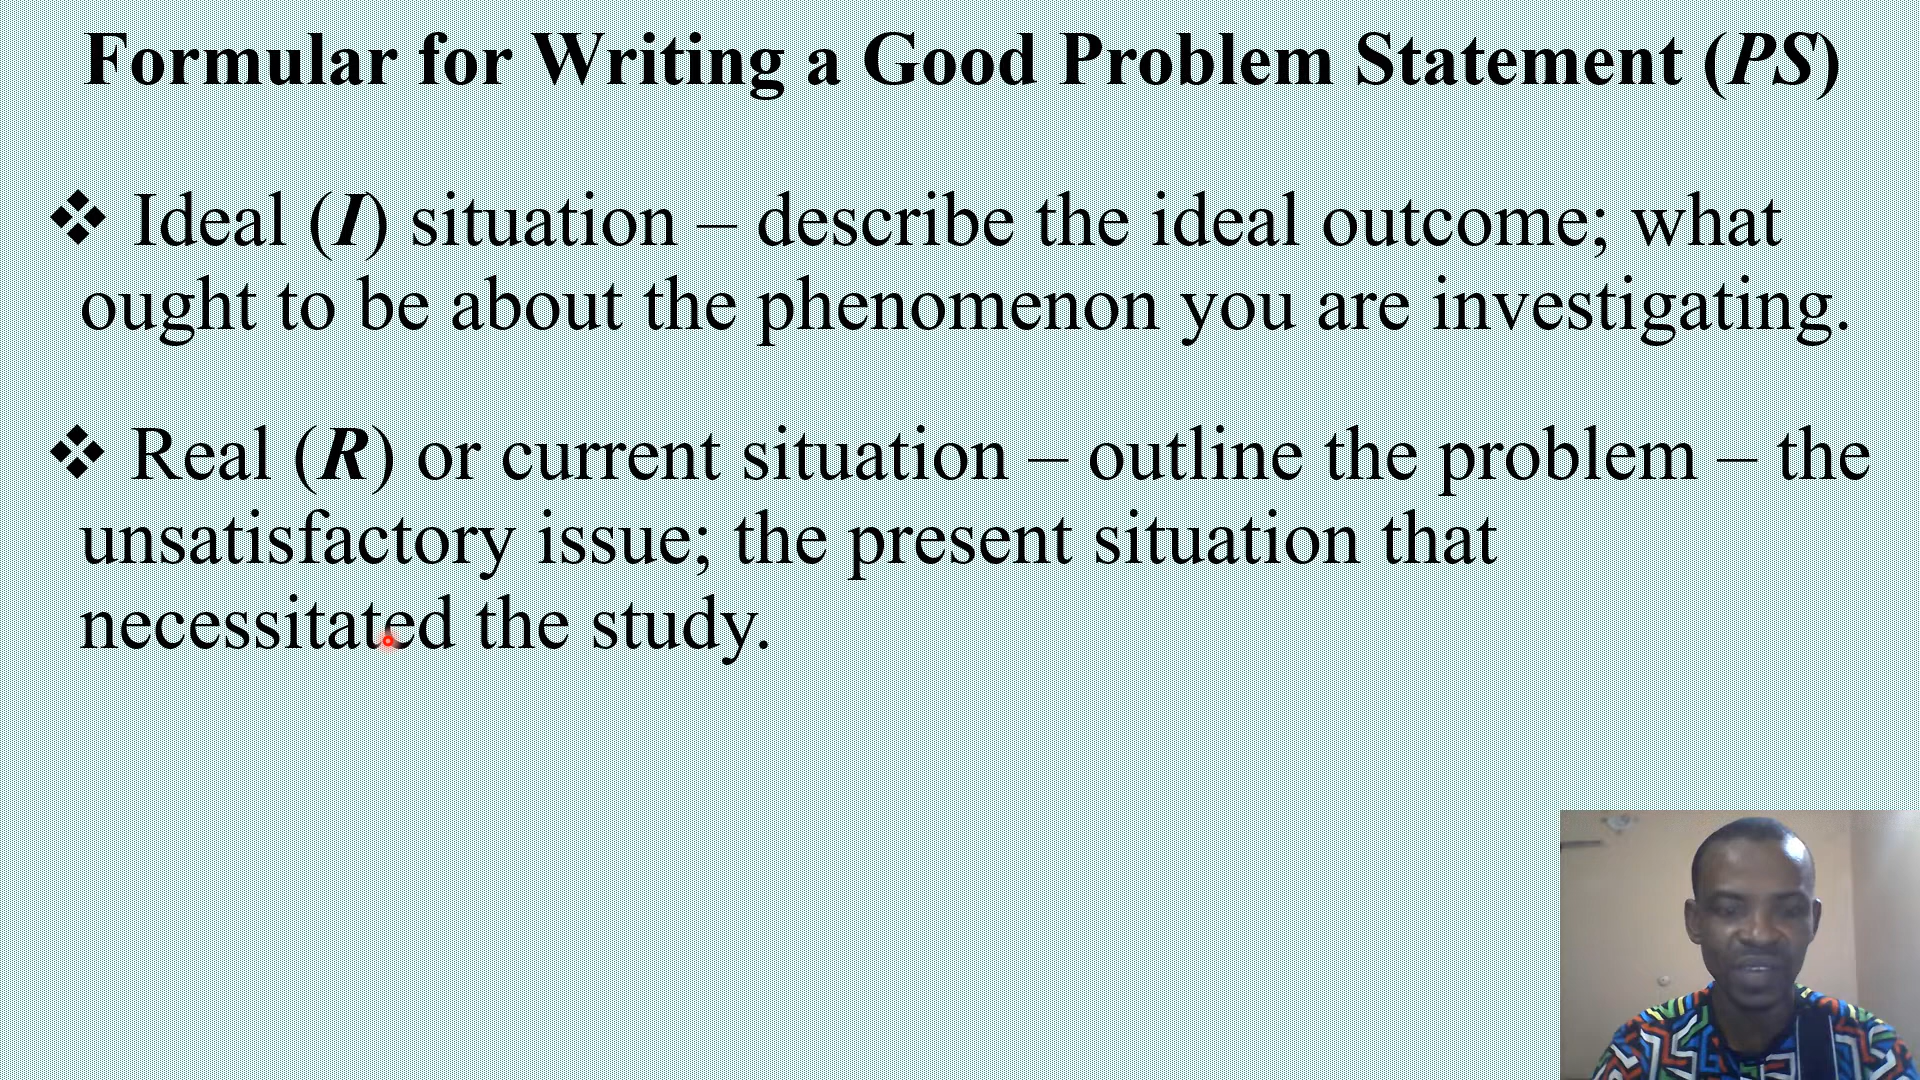 Formular for Writing a Good Problem Statement (PS)
❖ Ideal (I) situation – describe the ideal outcome; what
ought to be about the phenomenon you are investigating.
❖ Real (R) or current situation – outline the problem – the
unsatisfactory issue; the present situation that
necessitated the study.